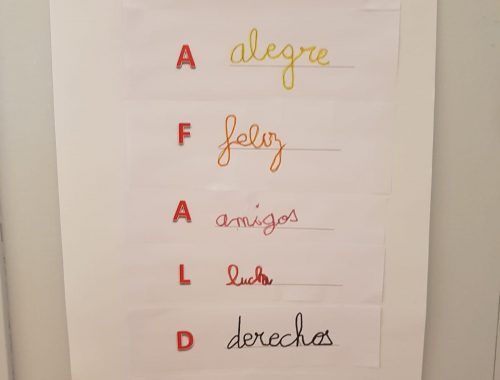 A alegre
F feliz
A amigos
L lucha
D derechos